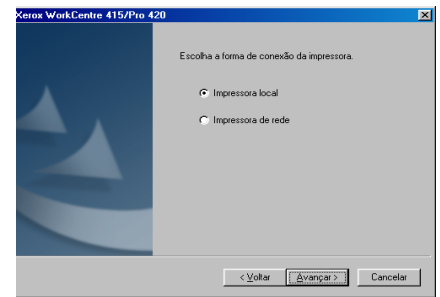 Xerox WorkCentre 415/Pro 420
Escolha a forma de conexão da impressora.
Impressora local
Impressora de rede
< Voltar
Avançar >
Cancelar